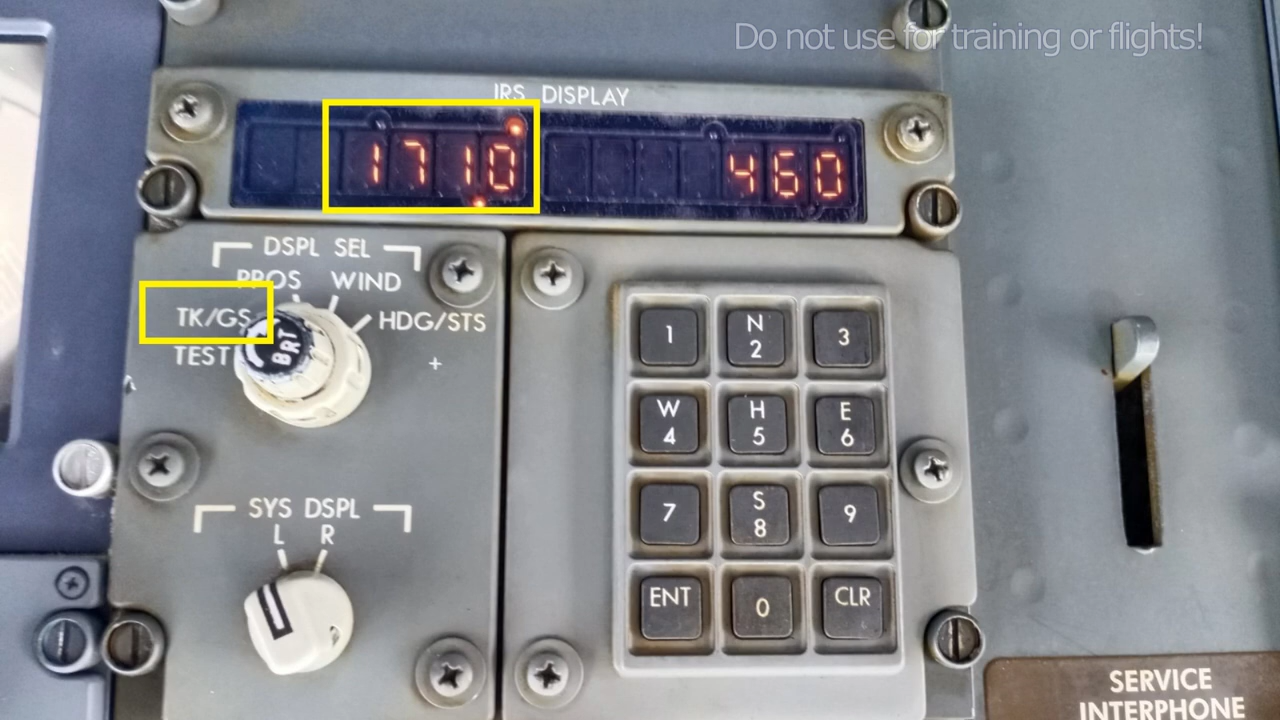 Do not use for training or flights!
IRS DISPLAY
1710 460
DSPL SEL
PPOS WIND
TK/GS HDG/STS
TEST
BRT
SYS DSPL
L R
1 N 2 3
W 4 H 5 E 6
7 S 8 9
ENT 0 CLR
SERVICE
INTERPHONE